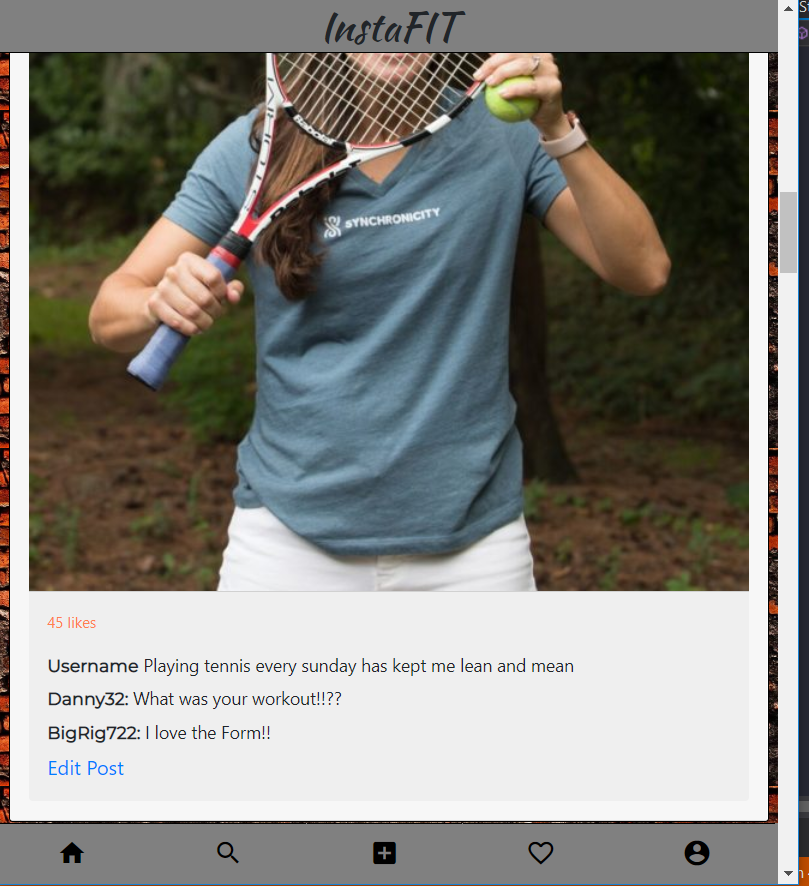 InstaFIT
Babolat
SYNCHRONICITY
45 likes
Username Playing tennis every sunday has kept me lean and mean
Danny32: What was your workout!!??
BigRig722: I love the Form!!
Edit Post